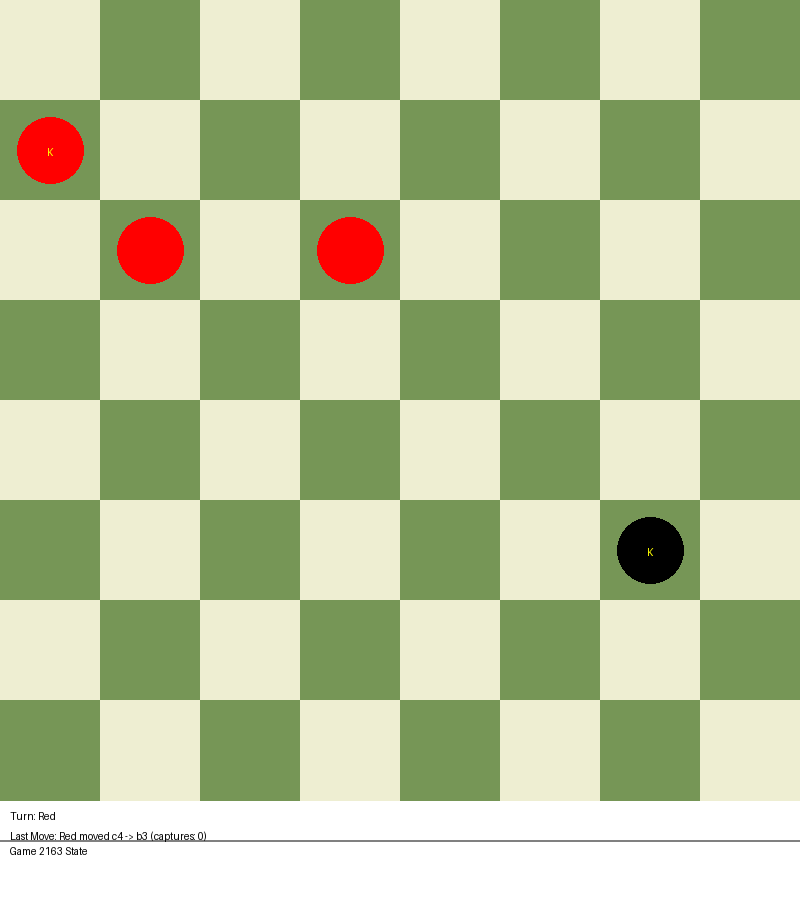 K
K
Turn: Red
Last Move: Red moved c4 -> b3 (captures: 0)
Game 2163 State